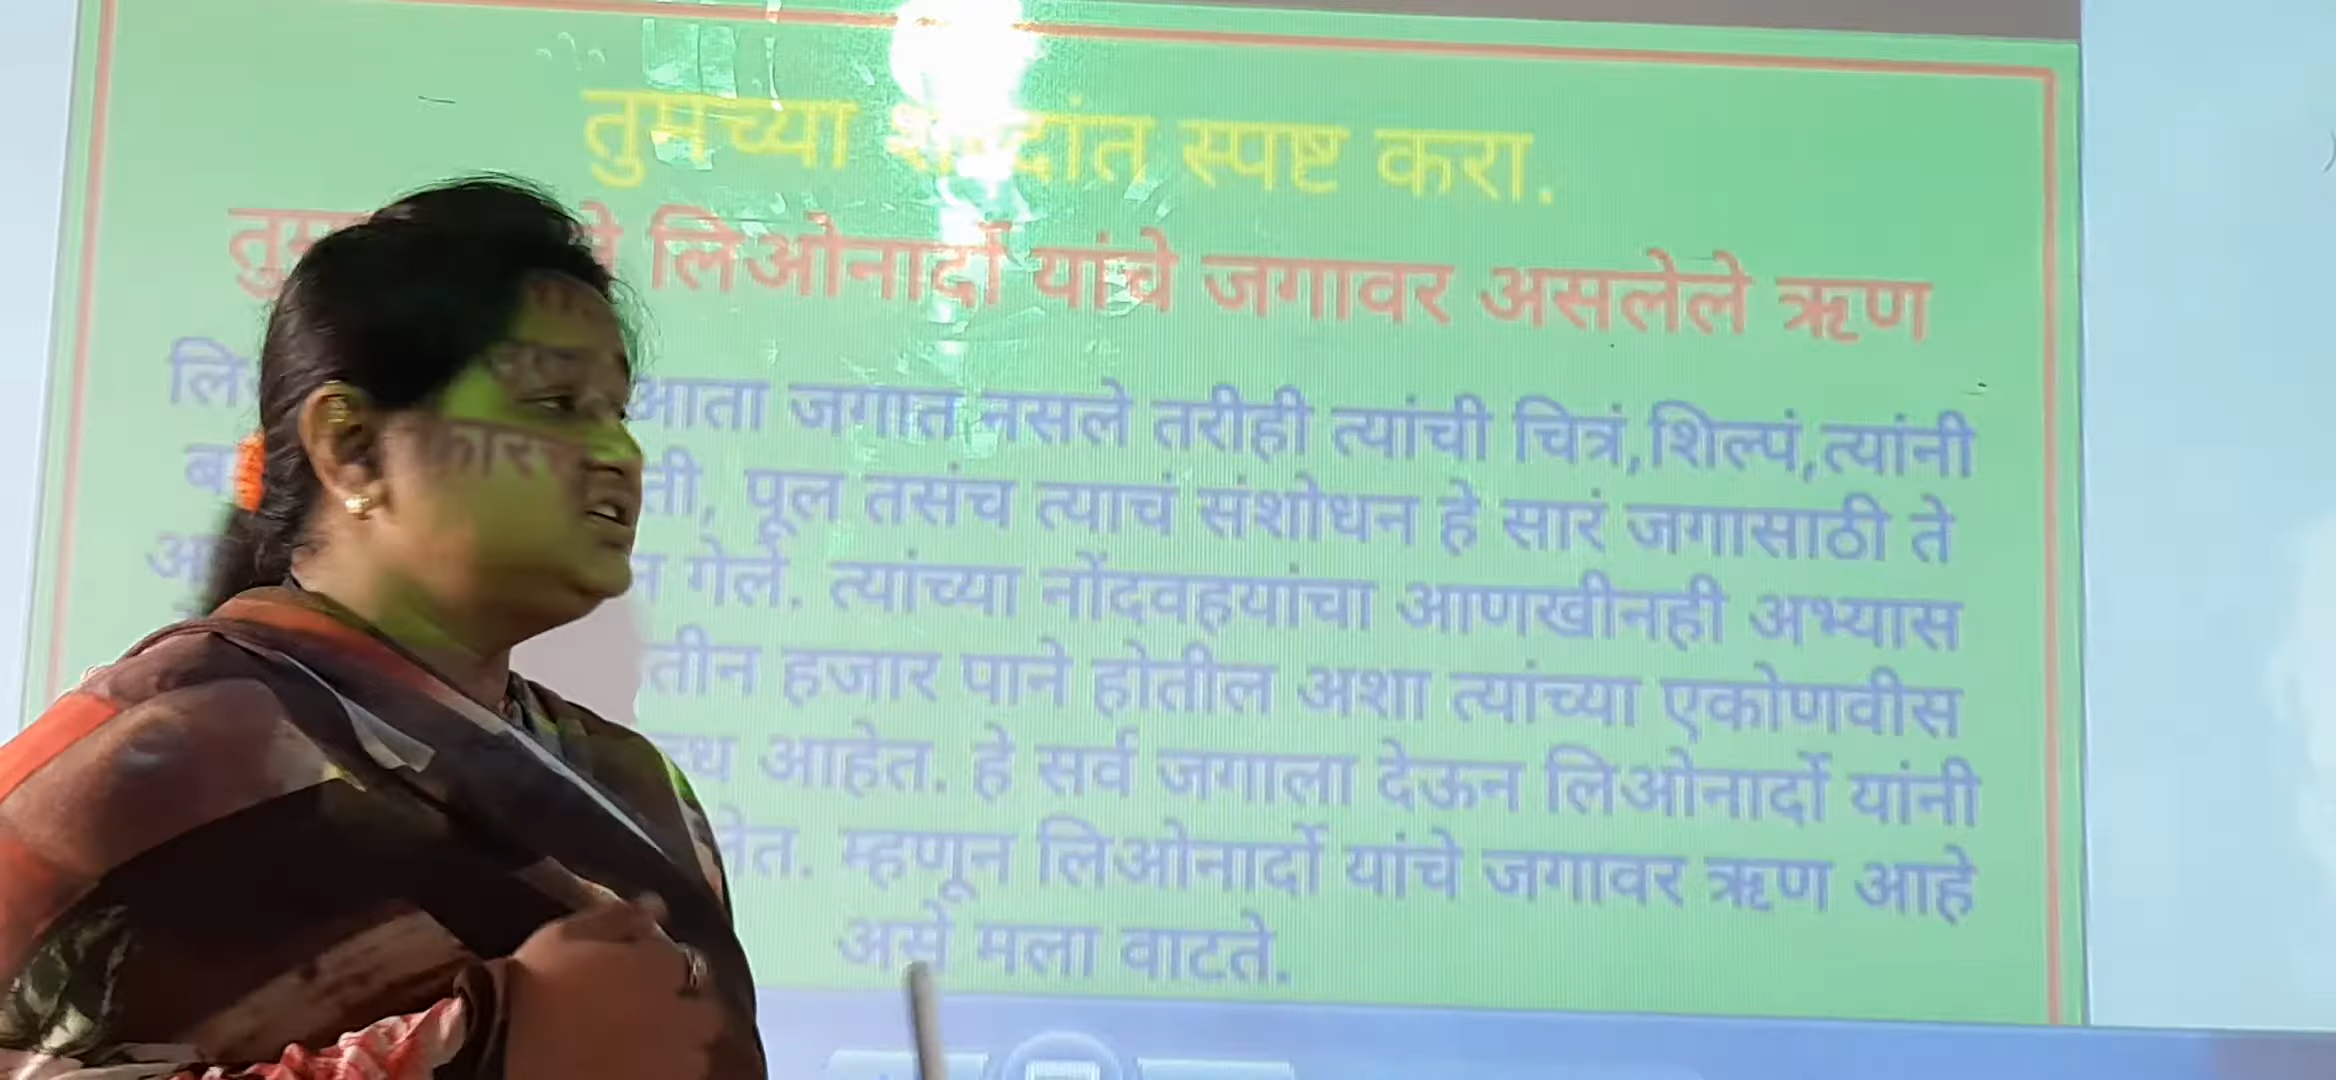 तुमच्या शब्दांत स्पष्ट करा.
लिओनार्दो यांचे जगावर असलेले ऋण
आता जगात नसले तरीही त्यांची चित्रं,शिल्पं,त्यांनी
पूल तसंच त्याचं संशोधन हे सारं जगासाठी ते
गेले. त्यांच्या नोंदवहयांचा आणखीनही अभ्यास
तीन हजार पाने होतील अशा त्यांच्या एकोणवीस
आहेत. हे सर्व जगाला देऊन लिओनार्दो यांनी
म्हणून लिओनार्दो यांचे जगावर ऋण आहे
असे मला वाटते.